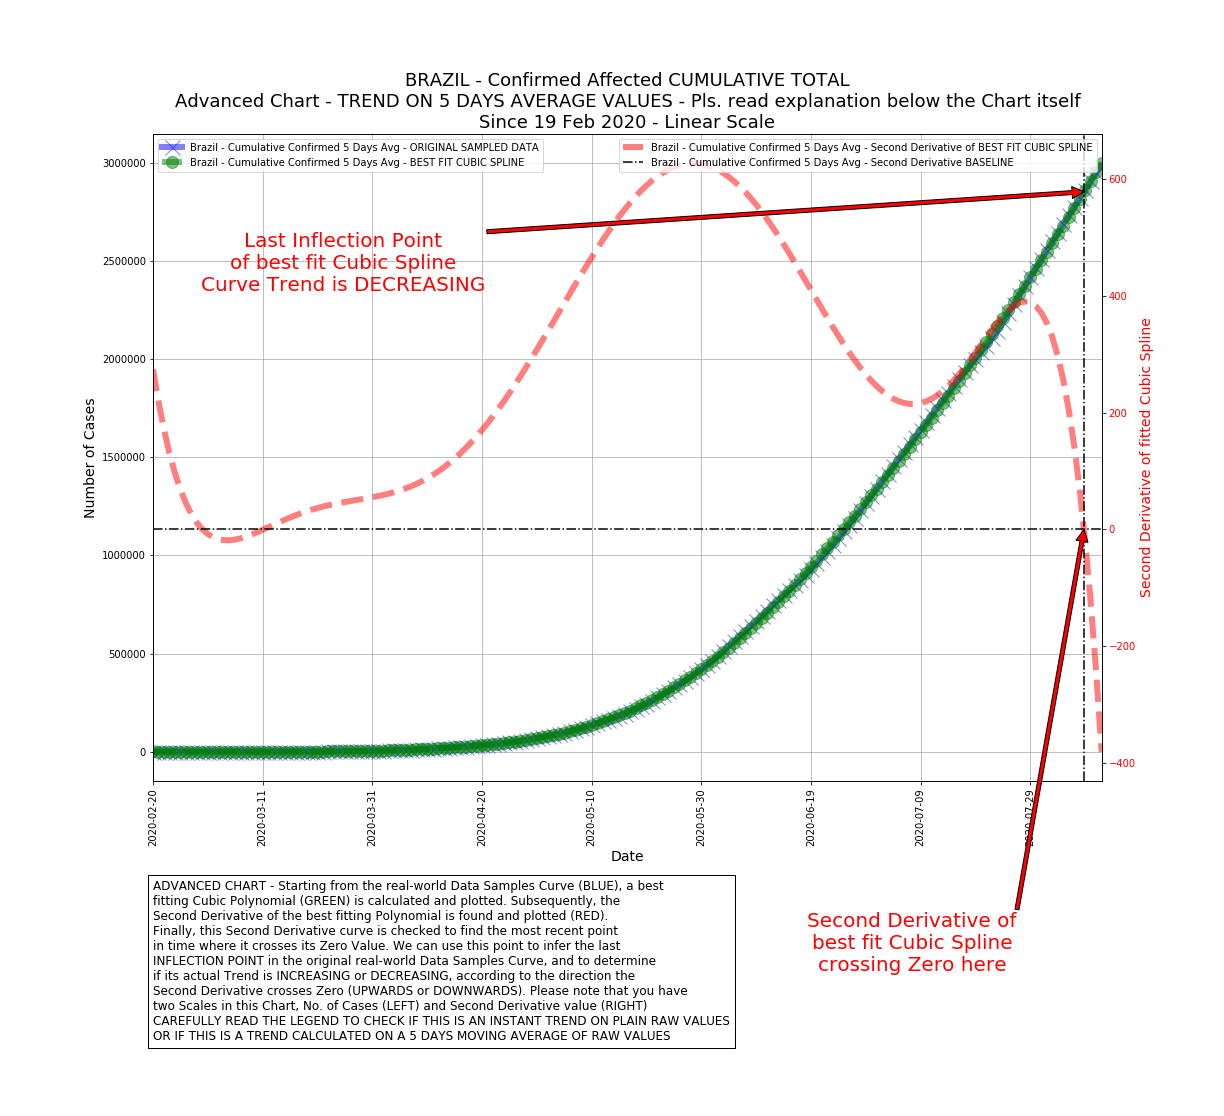 BRAZIL - Confirmed Affected CUMULATIVE TOTAL
Advanced Chart - TREND ON 5 DAYS AVERAGE VALUES - Pls. read explanation below the Chart itself
Since 19 Feb 2020 - Linear Scale
Brazil - Cumulative Confirmed 5 Days Avg - ORIGINAL SAMPLED DATA
Brazil - Cumulative Confirmed 5 Days Avg - BEST FIT CUBIC SPLINE
Brazil - Cumulative Confirmed 5 Days Avg - Second Derivative of BEST FIT CUBIC SPLINE
Brazil - Cumulative Confirmed 5 Days Avg - Second Derivative BASELINE
Last Inflection Point
of best fit Cubic Spline
Curve Trend is DECREASING
Number of Cases
3000000
2500000
2000000
1500000
1000000
500000
0
600
400
200
0
−200
−400
Second Derivative of fitted Cubic Spline
2020-02-20
2020-03-11
2020-03-31
2020-04-20
2020-05-10
2020-05-30
2020-06-19
2020-07-09
2020-07-29
Date
ADVANCED CHART - Starting from the real-world Data Samples Curve (BLUE), a best
fitting Cubic Polynomial (GREEN) is calculated and plotted. Subsequently, the
Second Derivative of the best fitting Polynomial is found and plotted (RED).
Finally, this Second Derivative curve is checked to find the most recent point
in time where it crosses its Zero Value. We can use this point to infer the last
INFLECTION POINT in the original real-world Data Samples Curve, and to determine
if its actual Trend is INCREASING or DECREASING, according to the direction the
Second Derivative crosses Zero (UPWARDS or DOWNWARDS). Please note that you have
two Scales in this Chart, No. of Cases (LEFT) and Second Derivative value (RIGHT)
CAREFULLY READ THE LEGEND TO CHECK IF THIS IS AN INSTANT TREND ON PLAIN RAW VALUES
OR IF THIS IS A TREND CALCULATED ON A 5 DAYS MOVING AVERAGE OF RAW VALUES
Second Derivative of
best fit Cubic Spline
crossing Zero here